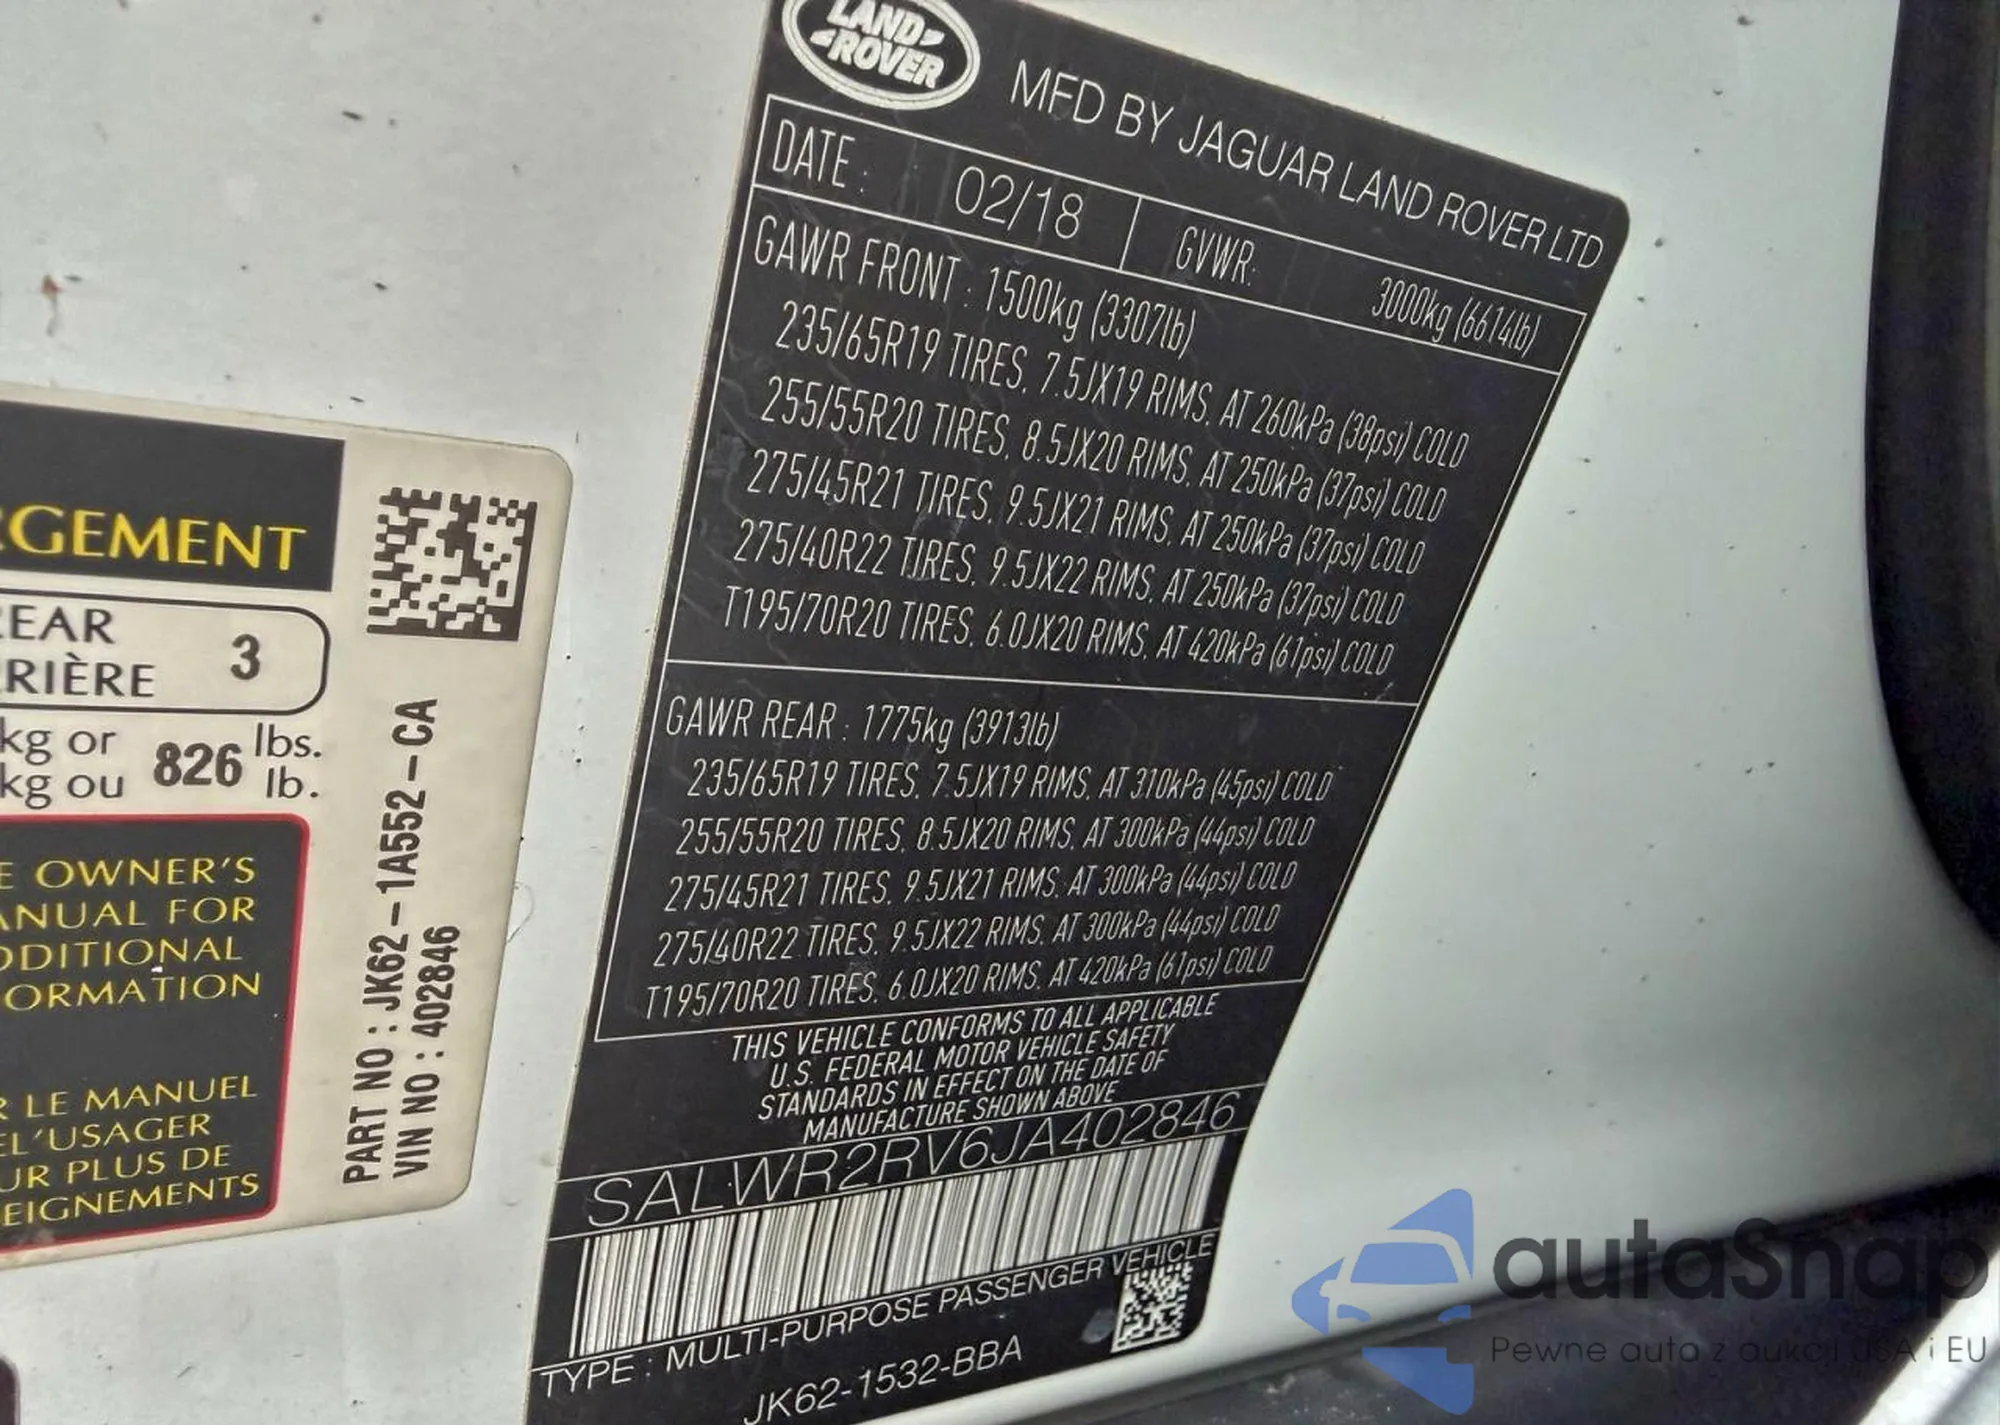 LAND
ROVER
MFD BY JAGUAR LAND ROVER LTD
DATE : 02/18 GVWR: 3000kg (6614lb)
GAWR FRONT : 1500kg (3307lb)
235/65R19 TIRES, 7.5JX19 RIMS, AT 260kPa (38psi) COLD
255/55R20 TIRES, 8.5JX20 RIMS, AT 250kPa (37psi) COLD
275/45R21 TIRES, 9.5JX21 RIMS, AT 250kPa (37psi) COLD
275/40R22 TIRES, 9.5JX22 RIMS, AT 250kPa (37psi) COLD
T195/70R20 TIRES, 6.0JX20 RIMS, AT 420kPa (61psi) COLD
GAWR REAR : 1775kg (3913lb)
235/65R19 TIRES, 7.5JX19 RIMS, AT 310kPa (45psi) COLD
255/55R20 TIRES, 8.5JX20 RIMS, AT 300kPa (44psi) COLD
275/45R21 TIRES, 9.5JX21 RIMS, AT 300kPa (44psi) COLD
275/40R22 TIRES, 9.5JX22 RIMS, AT 300kPa (44psi) COLD
T195/70R20 TIRES, 6.0JX20 RIMS, AT 420kPa (61psi) COLD
THIS VEHICLE CONFORMS TO ALL APPLICABLE
U.S. FEDERAL MOTOR VEHICLE SAFETY
STANDARDS IN EFFECT ON THE DATE OF
MANUFACTURE SHOWN ABOVE
SALWR2RV6JA402846
TYPE : MULTI-PURPOSE PASSENGER VEHICLE
JK62-1532-BBA
RGEMENT
REAR
RRIÈRE 3
kg or 826 lbs.
kg ou lb.
E OWNER'S
ANUAL FOR
DDITIONAL
ORMATION
R LE MANUEL
EL'USAGER
UR PLUS DE
EIGNEMENTS
PART NO : JK62-1A552-CA
VIN NO : 402846
autaSnap
Pewne auta z aukcji USA i EU